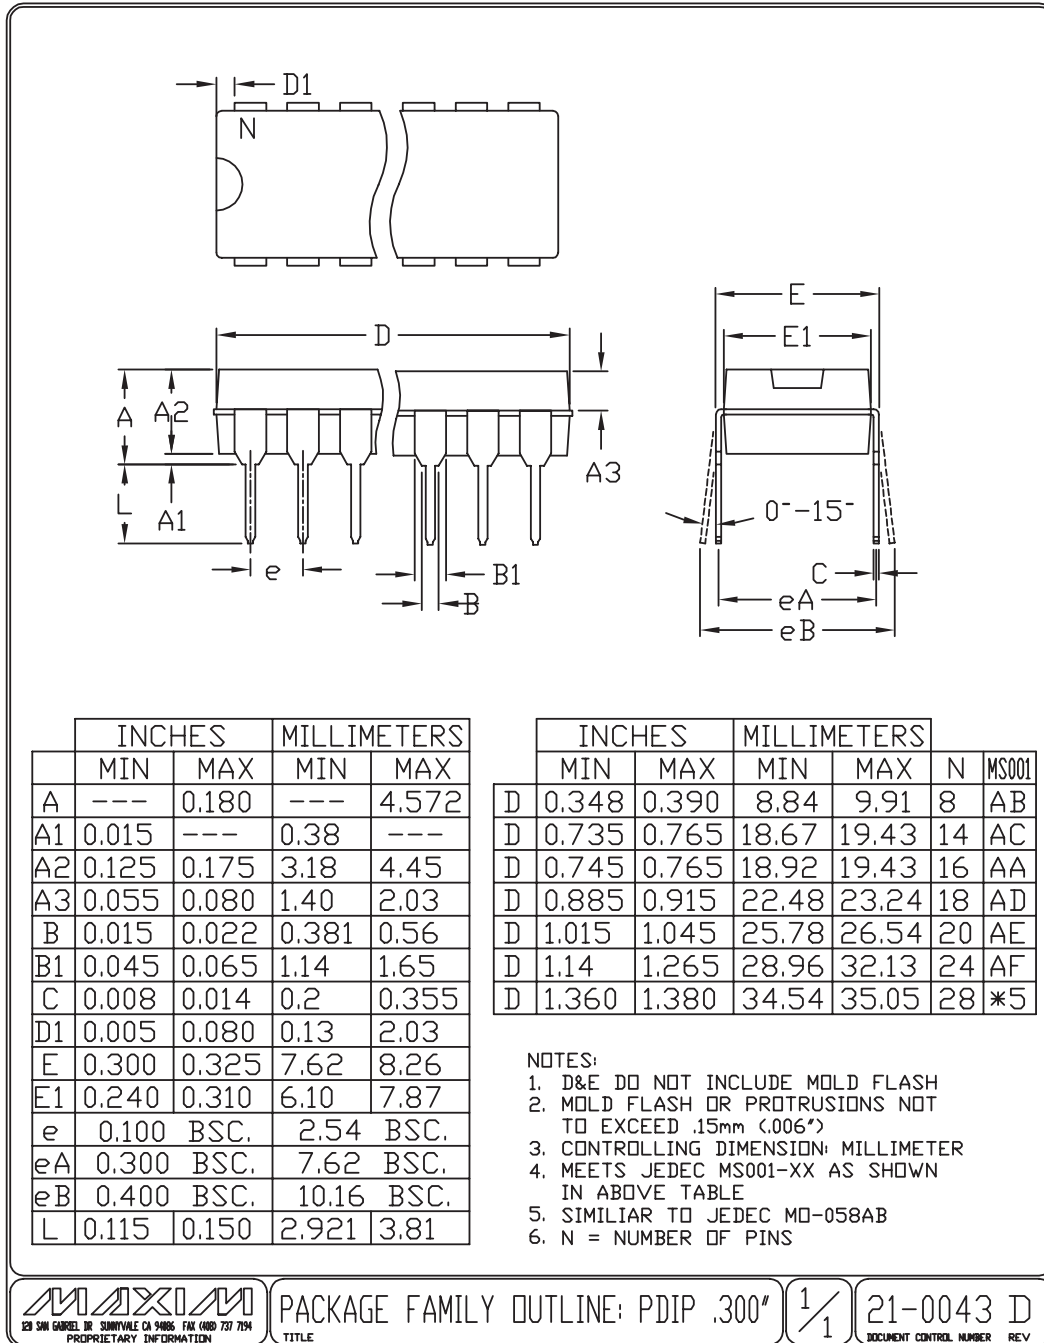 D1
N
D
E
E1
A
A2
A3
L
A1
0°-15°
e
B1
B
C
eA
eB
INCHES MILLIMETERS
MIN MAX MIN MAX
A --- 0.180 --- 4.572
A1 0.015 --- 0.38 ---
A2 0.125 0.175 3.18 4.45
A3 0.055 0.080 1.40 2.03
B 0.015 0.022 0.381 0.56
B1 0.045 0.065 1.14 1.65
C 0.008 0.014 0.2 0.355
D1 0.005 0.080 0.13 2.03
E 0.300 0.325 7.62 8.26
E1 0.240 0.310 6.10 7.87
e 0.100 BSC. 2.54 BSC.
eA 0.300 BSC. 7.62 BSC.
eB 0.400 BSC. 10.16 BSC.
L 0.115 0.150 2.921 3.81
INCHES MILLIMETERS
MIN MAX MIN MAX N MS001
D 0.348 0.390 8.84 9.91 8 AB
D 0.735 0.765 18.67 19.43 14 AC
D 0.745 0.765 18.92 19.43 16 AA
D 0.885 0.915 22.48 23.24 18 AD
D 1.015 1.045 25.78 26.54 20 AE
D 1.14 1.265 28.96 32.13 24 AF
D 1.360 1.380 34.54 35.05 28 *5
NOTES:
1. D&E DO NOT INCLUDE MOLD FLASH
2. MOLD FLASH OR PROTRUSIONS NOT
TO EXCEED .15mm (.006")
3. CONTROLLING DIMENSION: MILLIMETER
4. MEETS JEDEC MS001-XX AS SHOWN
IN ABOVE TABLE
5. SIMILIAR TO JEDEC MO-058AB
6. N = NUMBER OF PINS
MAXIM
120 SAN GABRIEL DR SUNNYVALE CA 94086 FAX (408) 737 7194
PROPRIETARY INFORMATION
PACKAGE FAMILY OUTLINE: PDIP .300"
TITLE
1/1
21-0043 D
DOCUMENT CONTROL NUMBER REV